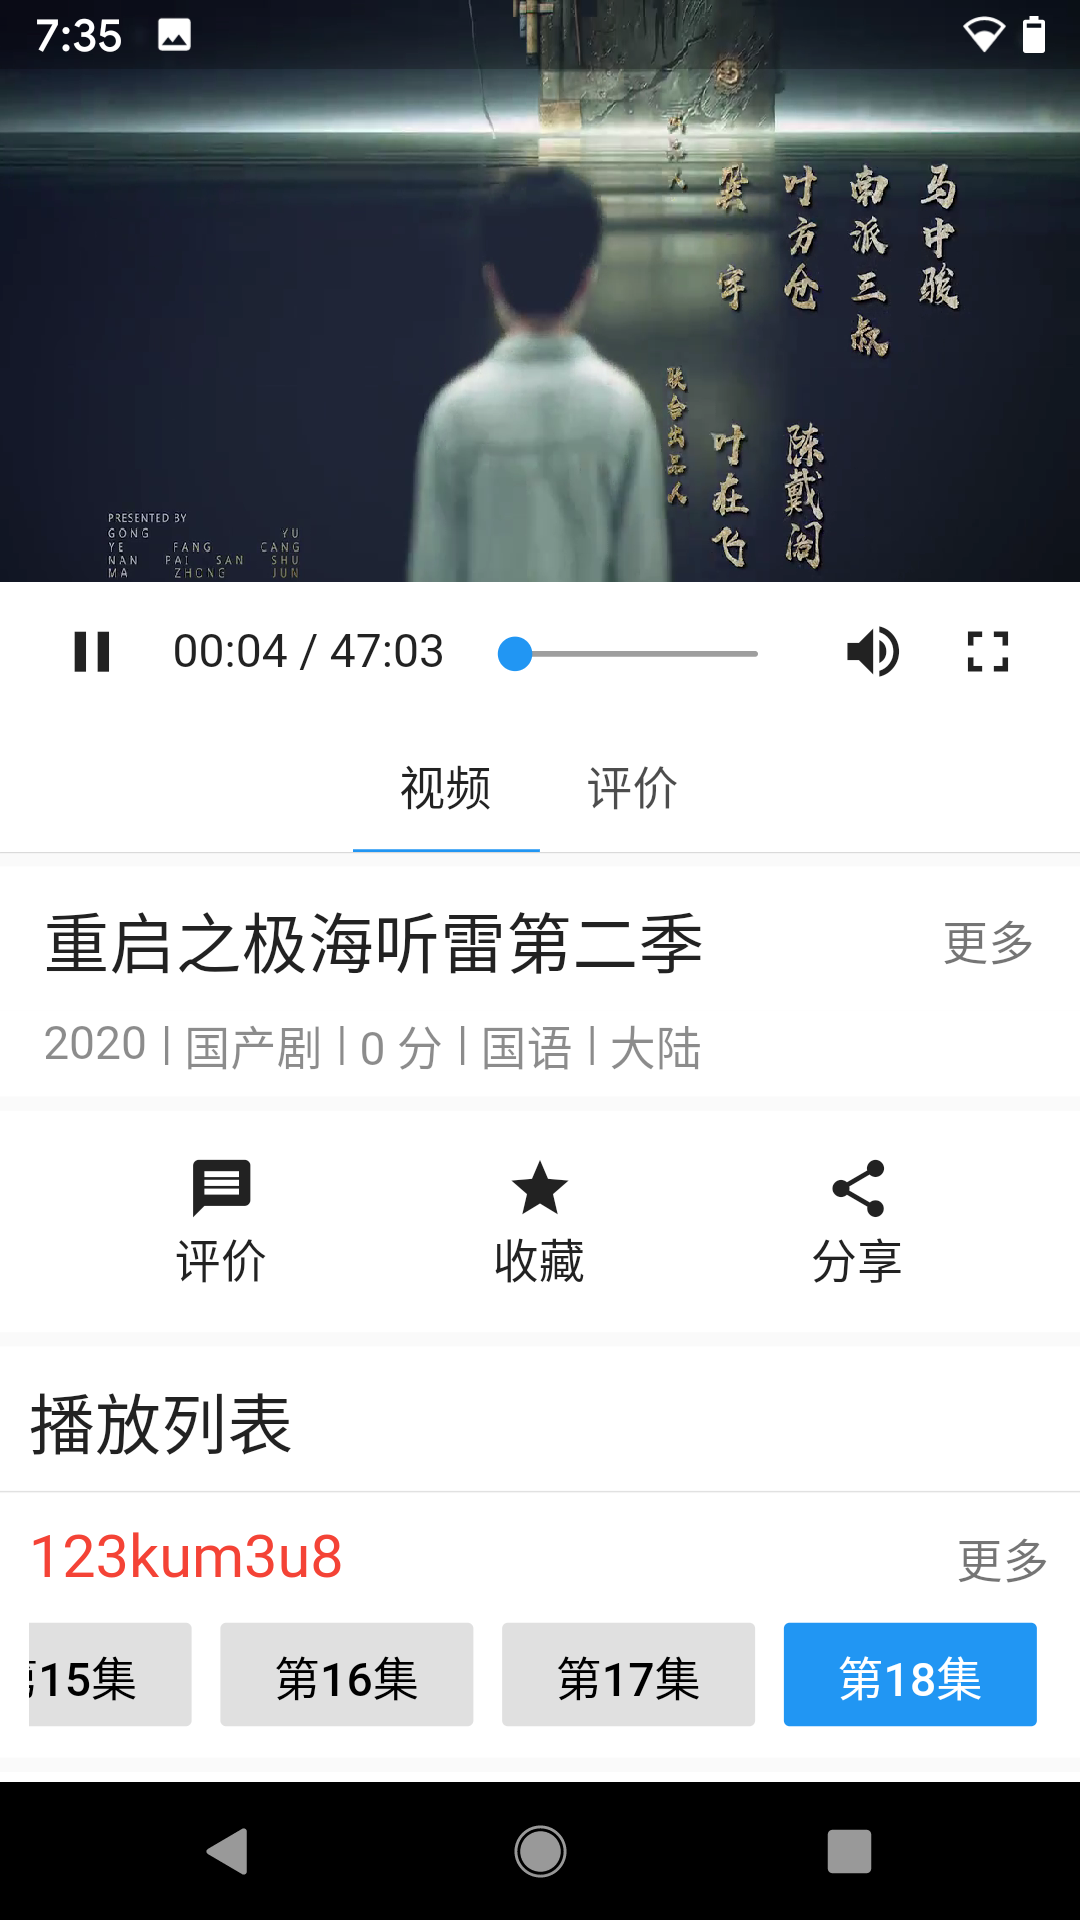 7:35
出品人
龚宇
叶方仓
南派三叔
马中骏
联合出品人
叶在飞
陈戴阁
PRESENTED BY
GONG YU
YE FANG CANG
NAN PAI SAN SHU
MA ZHONG JUN
00:04 / 47:03
视频 评价
重启之极海听雷第二季 更多
2020 | 国产剧 | 0 分 | 国语 | 大陆
评价 收藏 分享
播放列表
123kum3u8 更多
15集 第16集 第17集 第18集